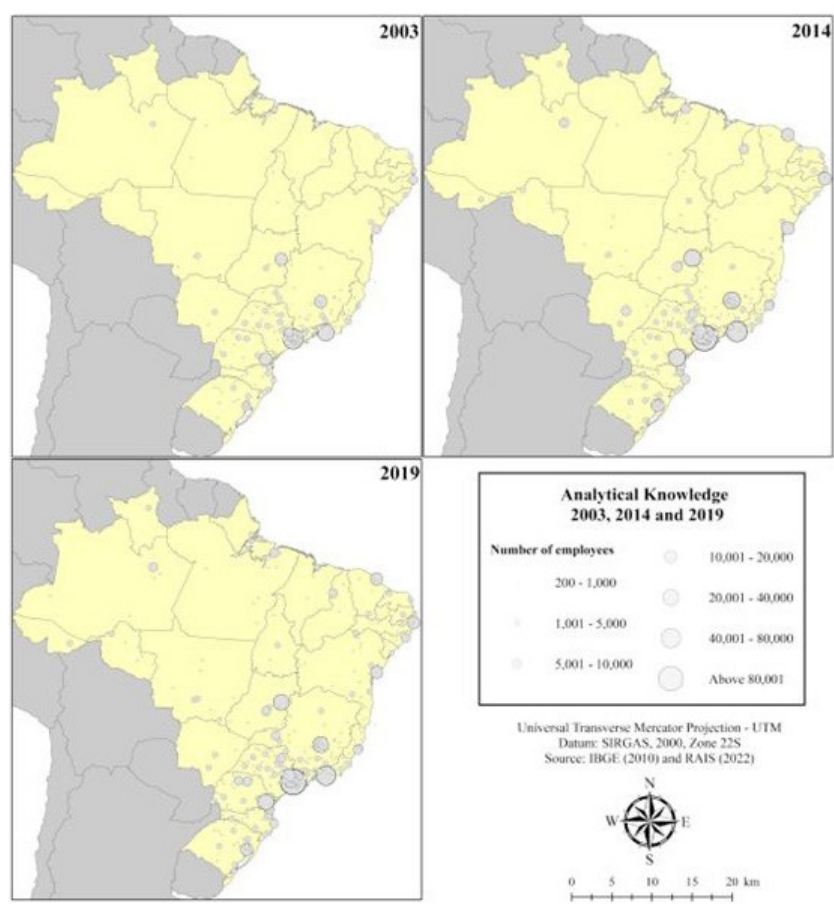 2003
2014
2019
Analytical Knowledge
2003, 2014 and 2019
Number of employees
200 - 1,000
1,001 - 5,000
5,001 - 10,000
10,001 - 20,000
20,001 - 40,000
40,001 - 80,000
Above 80,001
Universal Transverse Mercator Projection - UTM
Datum: SIRGAS, 2000, Zone 22S
Source: IBGE (2010) and RAIS (2022)
N
W E
S
0 5 10 15 20 km